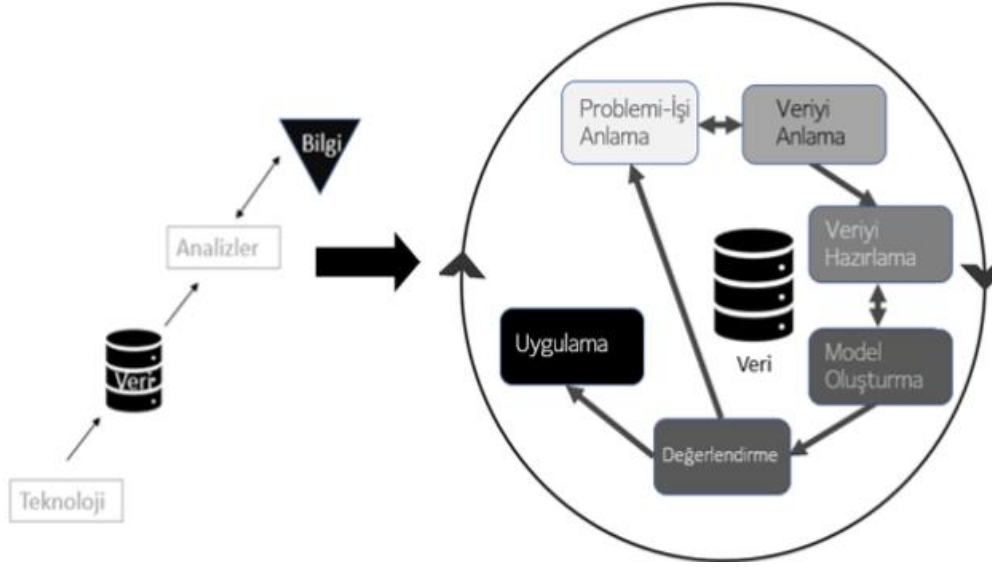 Bilgi
Analizler
Veri
Teknoloji
Problemi-İşi
Anlama
Veriyi
Anlama
Veriyi
Hazırlama
Model
Oluşturma
Değerlendirme
Uygulama
Veri